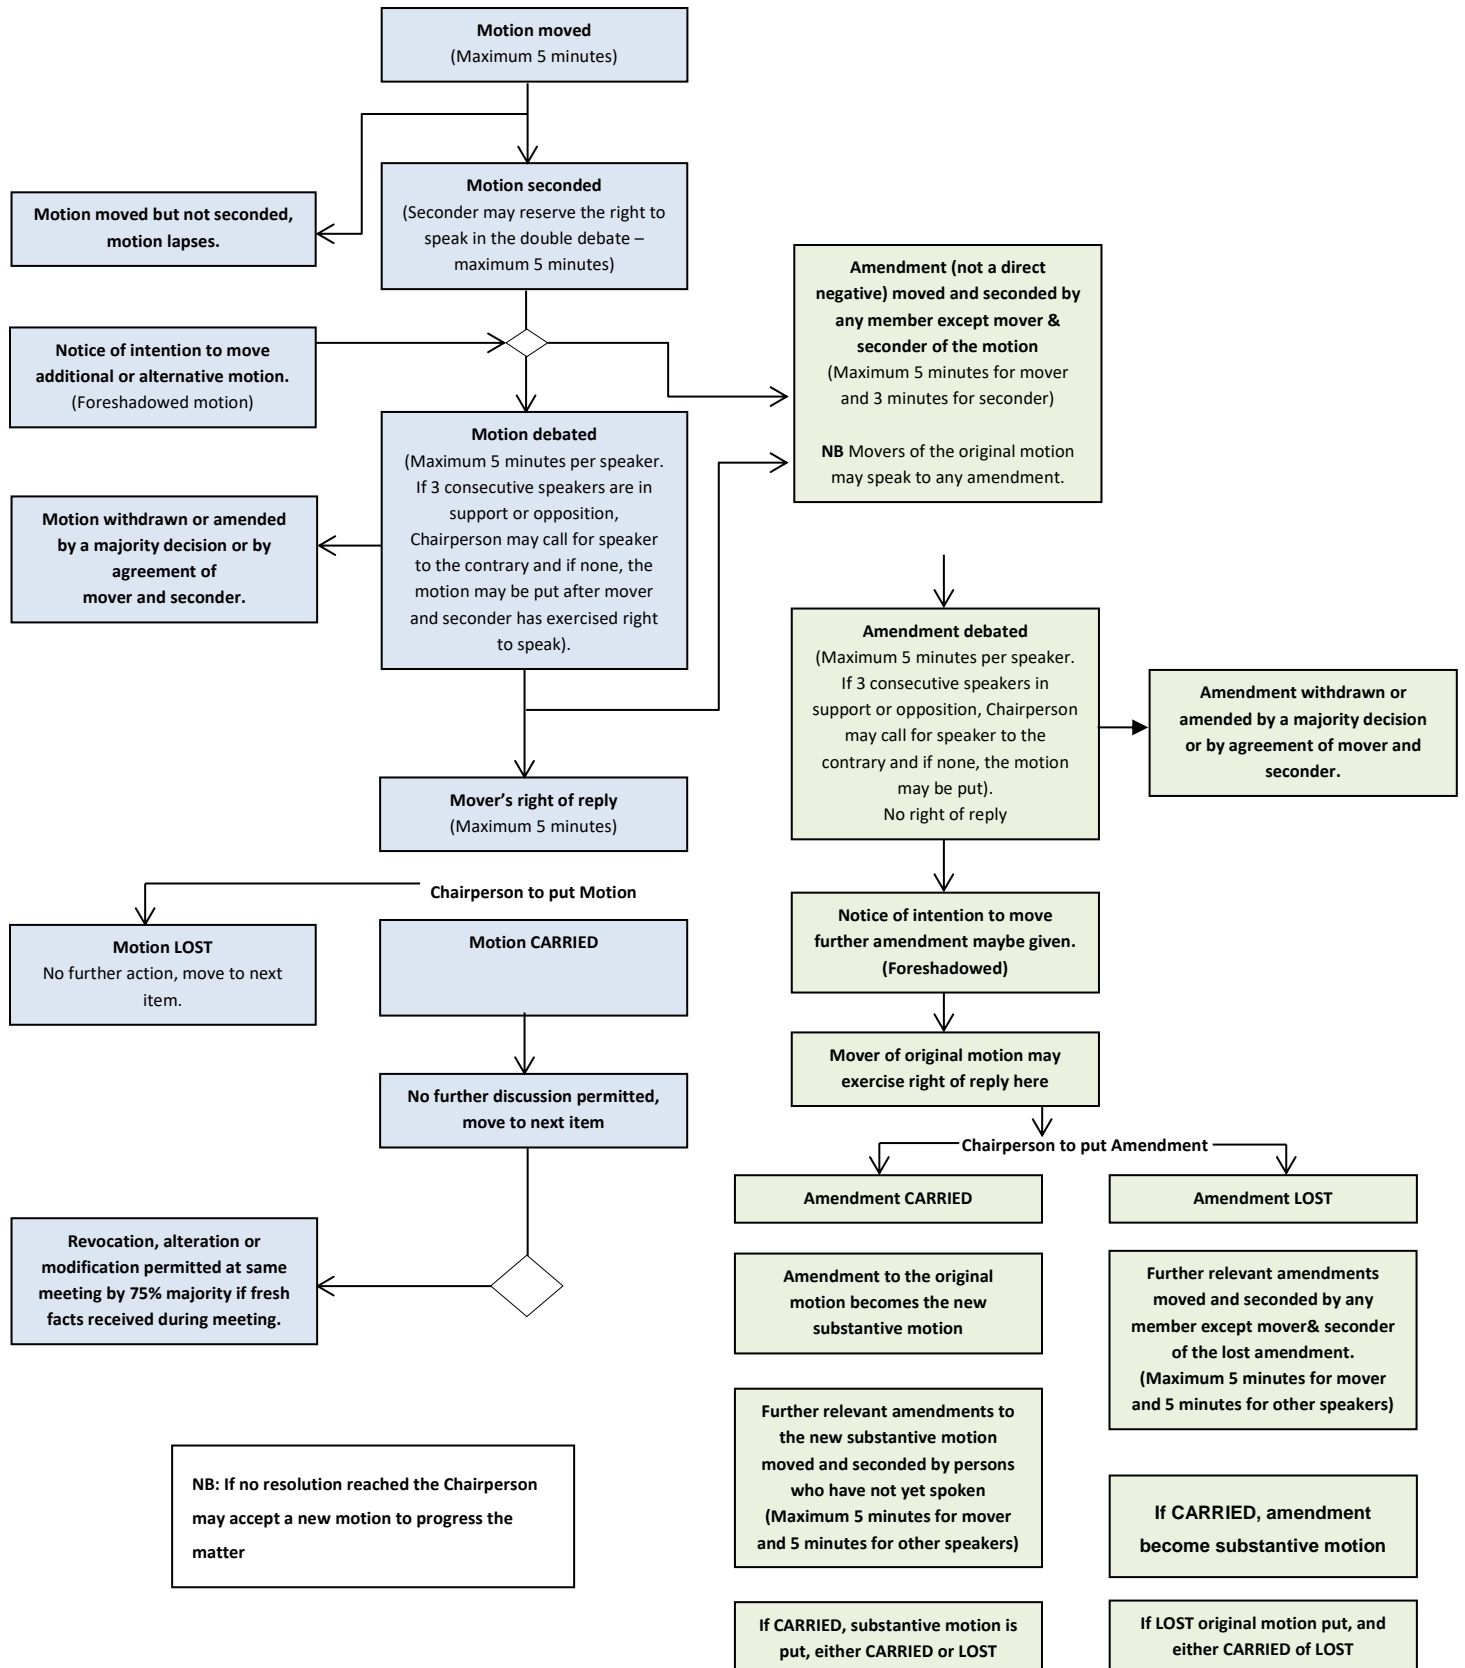 Motion moved
(Maximum 5 minutes)
Motion seconded
(Seconder may reserve the right to
speak in the double debate –
maximum 5 minutes)
Motion moved but not seconded,
motion lapses.
Notice of intention to move
additional or alternative motion.
(Foreshadowed motion)
Amendment (not a direct
negative) moved and seconded by
any member except mover &
seconder of the motion
(Maximum 5 minutes for mover
and 3 minutes for seconder)
NB Movers of the original motion
may speak to any amendment.
Motion debated
(Maximum 5 minutes per speaker.
If 3 consecutive speakers are in
support or opposition,
Chairperson may call for speaker
to the contrary and if none, the
motion may be put after mover
and seconder has exercised right
to speak).
Motion withdrawn or amended
by a majority decision or by
agreement of
mover and seconder.
Amendment debated
(Maximum 5 minutes per speaker.
If 3 consecutive speakers in
support or opposition, Chairperson
may call for speaker to the
contrary and if none, the motion
may be put).
No right of reply
Amendment withdrawn or
amended by a majority decision
or by agreement of mover and
seconder.
Mover’s right of reply
(Maximum 5 minutes)
Chairperson to put Motion
Motion LOST
No further action, move to next
item.
Motion CARRIED
Notice of intention to move
further amendment maybe given.
(Foreshadowed)
Mover of original motion may
exercise right of reply here
No further discussion permitted,
move to next item
Chairperson to put Amendment
Amendment CARRIED
Amendment LOST
Revocation, alteration or
modification permitted at same
meeting by 75% majority if fresh
facts received during meeting.
Amendment to the original
motion becomes the new
substantive motion
Further relevant amendments
moved and seconded by any
member except mover& seconder
of the lost amendment.
(Maximum 5 minutes for mover
and 5 minutes for other speakers)
Further relevant amendments to
the new substantive motion
moved and seconded by persons
who have not yet spoken
(Maximum 5 minutes for mover
and 5 minutes for other speakers)
NB: If no resolution reached the Chairperson
may accept a new motion to progress the
matter
If CARRIED, amendment
become substantive motion
If CARRIED, substantive motion is
put, either CARRIED or LOST
If LOST original motion put, and
either CARRIED of LOST